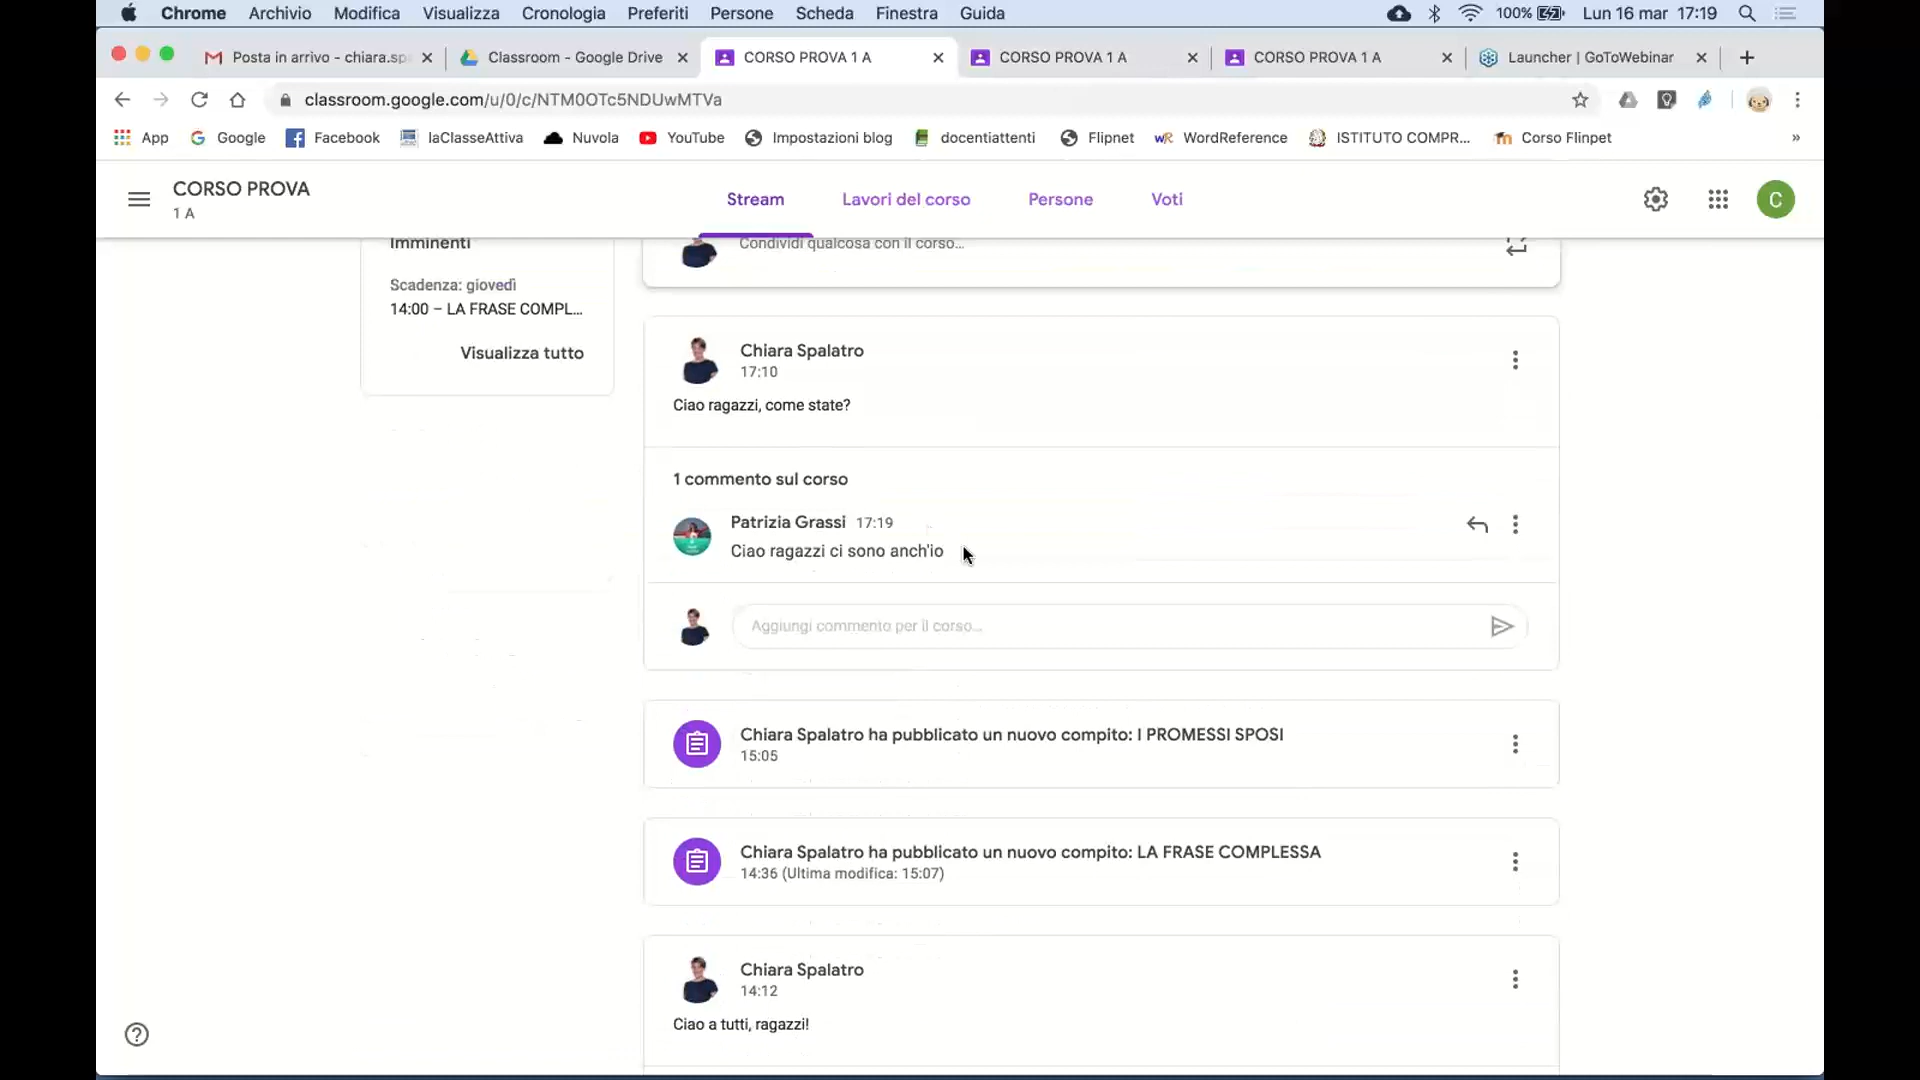 Chrome Archivio Modifica Visualizza Cronologia Preferiti Persone Scheda Finestra Guida 100% Lun 16 mar 17:19
Posta in arrivo - chiara.sp Classroom - Google Drive CORSO PROVA 1 A CORSO PROVA 1 A CORSO PROVA 1 A Launcher | GoToWebinar
classroom.google.com/u/0/c/NTM0OTc5NDUwMTVa
App Google Facebook laClasseAttiva Nuvola YouTube Impostazioni blog docentiattenti Flipnet WordReference ISTITUTO COMPR... Corso Flinpet »
CORSO PROVA
1 A
Stream Lavori del corso Persone Voti
C
Imminenti
Scadenza: giovedì
14:00 – LA FRASE COMPL...
Visualizza tutto
Condividi qualcosa con il corso…
Chiara Spalatro
17:10
Ciao ragazzi, come state?
1 commento sul corso
Patrizia Grassi 17:19
Ciao ragazzi ci sono anch'io
Aggiungi commento per il corso…
Chiara Spalatro ha pubblicato un nuovo compito: I PROMESSI SPOSI
15:05
Chiara Spalatro ha pubblicato un nuovo compito: LA FRASE COMPLESSA
14:36 (Ultima modifica: 15:07)
Chiara Spalatro
14:12
Ciao a tutti, ragazzi!